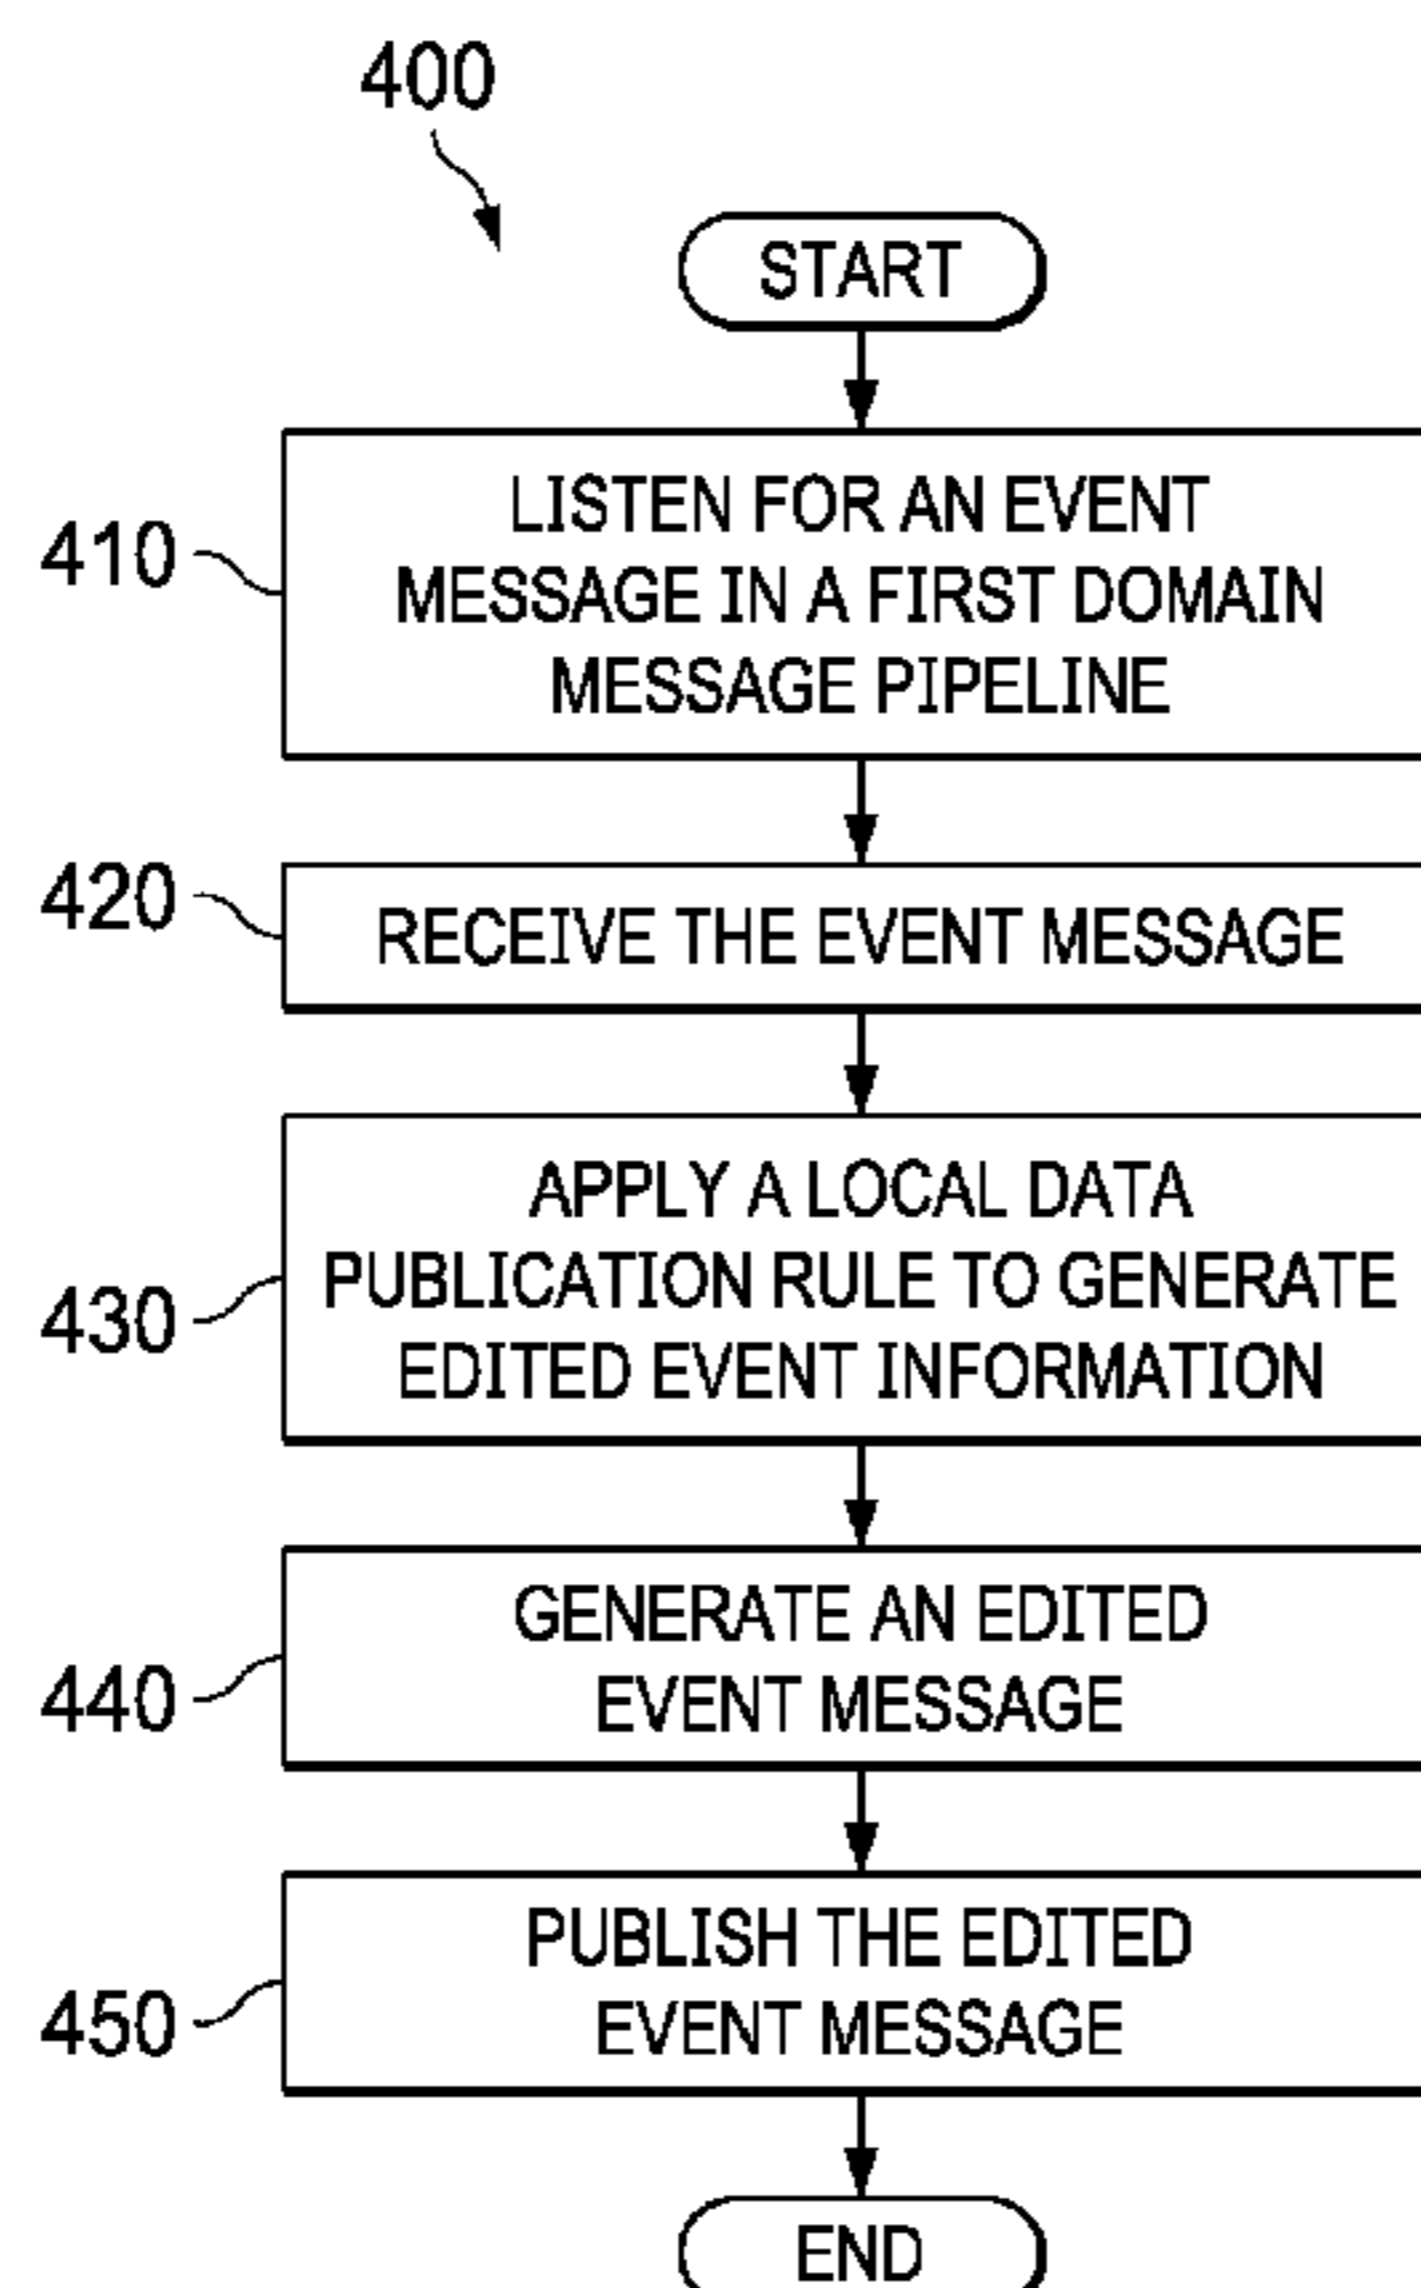 400
START
410
LISTEN FOR AN EVENT
MESSAGE IN A FIRST DOMAIN
MESSAGE PIPELINE
420
RECEIVE THE EVENT MESSAGE
430
APPLY A LOCAL DATA
PUBLICATION RULE TO GENERATE
EDITED EVENT INFORMATION
440
GENERATE AN EDITED
EVENT MESSAGE
450
PUBLISH THE EDITED
EVENT MESSAGE
END